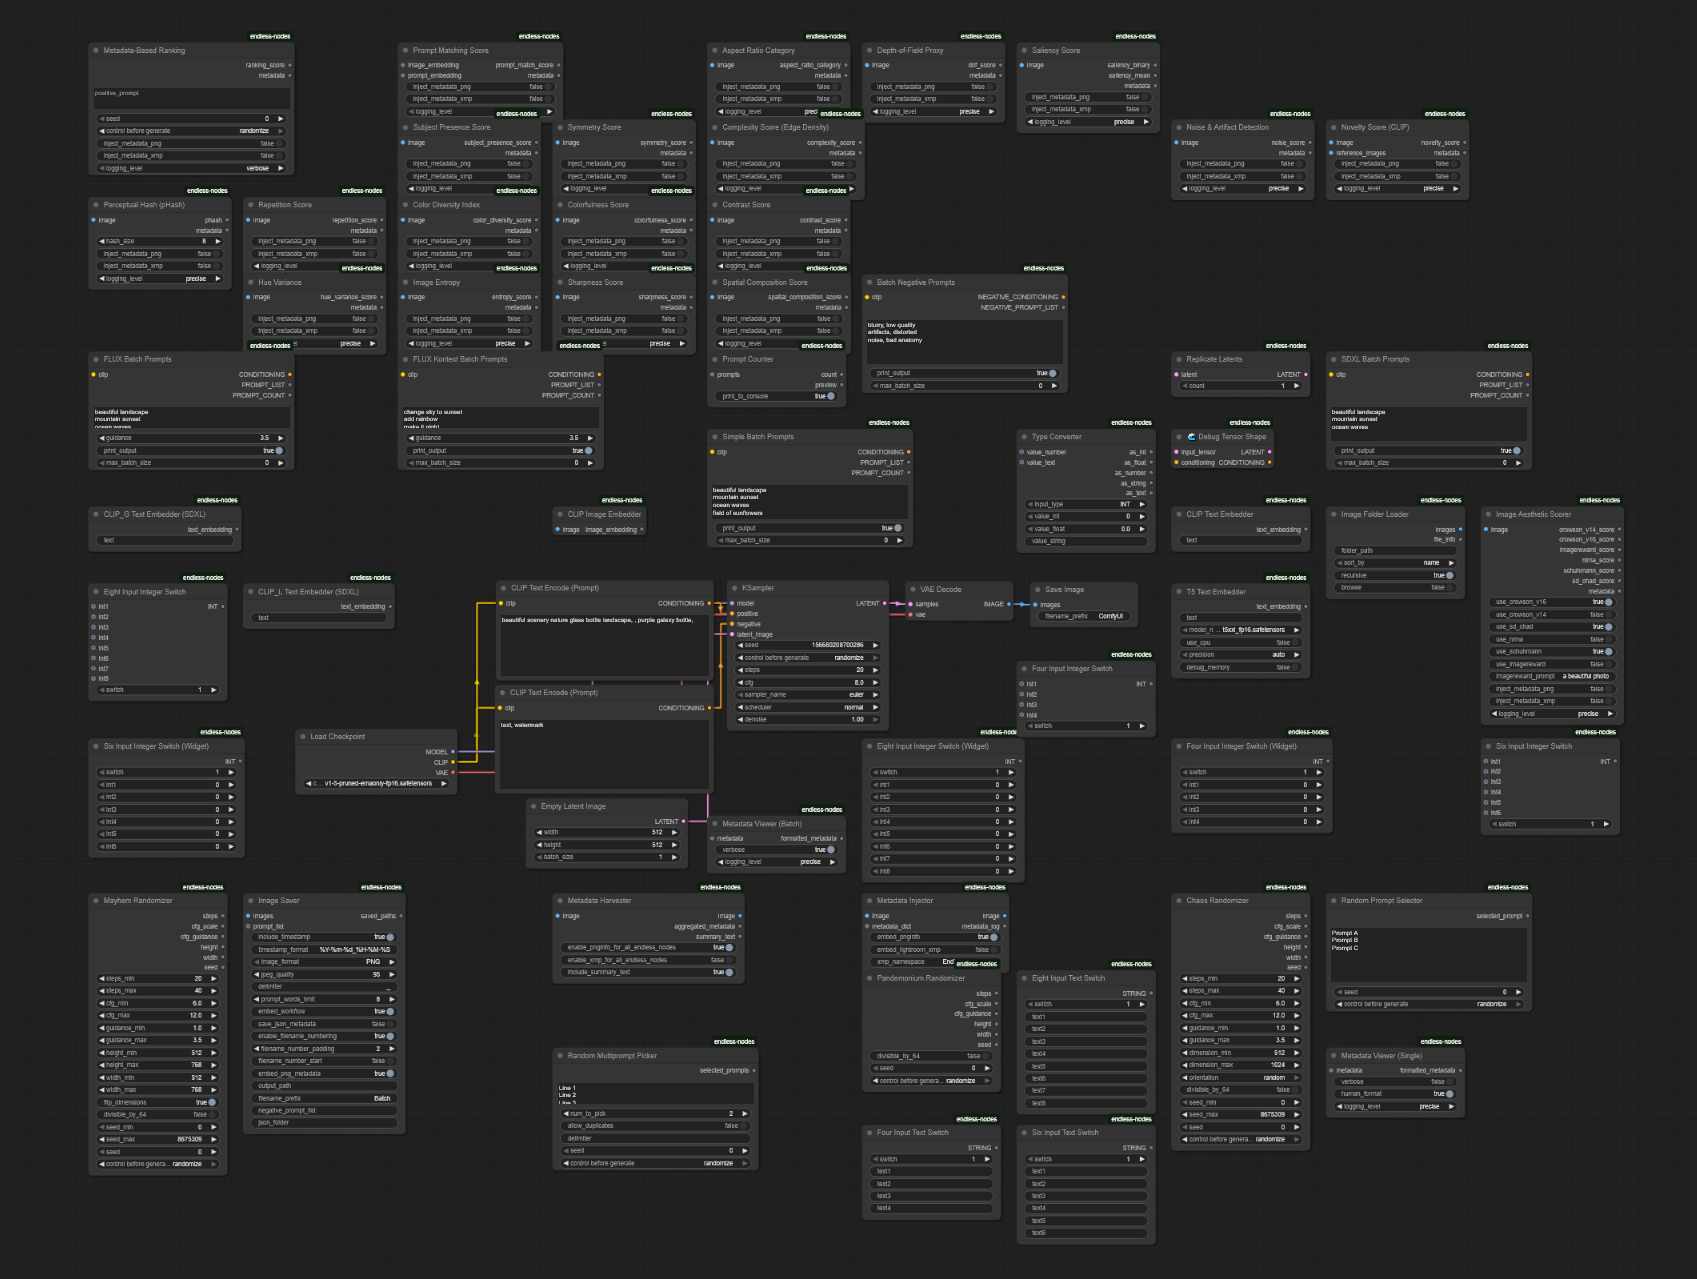 endless-nodes
Metadata-Based Ranking
ranking_score
metadata
positive_prompt
seed 0
control before generate randomize
inject_metadata_png false
inject_metadata_xmp false
logging_level verbose
endless-nodes
Prompt Matching Score
image_embedding prompt_match_score
prompt_embedding metadata
inject_metadata_png false
inject_metadata_xmp false
logging_level
endless-nodes
Aspect Ratio Category
image aspect_ratio_category
metadata
inject_metadata_png false
inject_metadata_xmp false
logging_level
endless-nodes
Depth-of-Field Proxy
image dof_score
metadata
inject_metadata_png false
inject_metadata_xmp false
logging_level precise
endless-nodes
Saliency Score
image saliency_binary
saliency_mean
metadata
inject_metadata_png false
inject_metadata_xmp false
logging_level precise
endless-nodes
Subject Presence Score
image subject_presence_score
metadata
inject_metadata_png false
inject_metadata_xmp false
logging_level
endless-nodes
Symmetry Score
image symmetry_score
metadata
inject_metadata_png false
inject_metadata_xmp false
logging_level precise
endless-nodes
Complexity Score (Edge Density)
image complexity_score
metadata
inject_metadata_png false
inject_metadata_xmp false
logging_level
endless-nodes
Noise & Artifact Detection
image noise_score
metadata
inject_metadata_png false
inject_metadata_xmp false
logging_level precise
endless-nodes
Novelty Score (CLIP)
image novelty_score
reference_images metadata
inject_metadata_png false
inject_metadata_xmp false
logging_level precise
endless-nodes
Perceptual Hash (pHash)
image phash
metadata
hash_size 8
inject_metadata_png false
inject_metadata_xmp false
logging_level precise
endless-nodes
Repetition Score
image repetition_score
metadata
inject_metadata_png false
inject_metadata_xmp false
logging_level
endless-nodes
Color Diversity Index
image color_diversity_score
metadata
inject_metadata_png false
inject_metadata_xmp false
logging_level
endless-nodes
Colorfulness Score
image colorfulness_score
metadata
inject_metadata_png false
inject_metadata_xmp false
logging_level
endless-nodes
Contrast Score
image contrast_score
metadata
inject_metadata_png false
inject_metadata_xmp false
logging_level
endless-nodes
Hue Variance
image hue_variance_score
metadata
inject_metadata_png false
inject_metadata_xmp false
precise
endless-nodes
Image Entropy
image entropy_score
metadata
inject_metadata_png false
inject_metadata_xmp false
logging_level precise
endless-nodes
Sharpness Score
image sharpness_score
metadata
inject_metadata_png false
inject_metadata_xmp false
logging_level precise
endless-nodes
Spatial Composition Score
image spatial_composition_score
metadata
inject_metadata_png false
inject_metadata_xmp false
logging_level
endless-nodes
Batch Negative Prompts
clip NEGATIVE_CONDITIONING
NEGATIVE_PROMPT_LIST
blurry, low quality
artifacts, distorted
noise, bad anatomy
print_output true
max_batch_size 0
endless-nodes
FLUX Batch Prompts
clip CONDITIONING
PROMPT_LIST
PROMPT_COUNT
beautiful landscape
mountain sunset
ocean waves
guidance 3.5
print_output true
max_batch_size 0
endless-nodes
FLUX Kontext Batch Prompts
clip CONDITIONING
PROMPT_LIST
PROMPT_COUNT
change sky to sunset
add rainbow
make it night
guidance 3.5
print_output true
max_batch_size 0
endless-nodes
Prompt Counter
prompts count
preview
print_to_console true
endless-nodes
Replicate Latents
latent LATENT
count 1
endless-nodes
SDXL Batch Prompts
clip CONDITIONING
PROMPT_LIST
PROMPT_COUNT
beautiful landscape
mountain sunset
ocean waves
print_output true
max_batch_size 0
endless-nodes
Simple Batch Prompts
clip CONDITIONING
PROMPT_LIST
PROMPT_COUNT
beautiful landscape
mountain sunset
ocean waves
field of sunflowers
print_output true
max_batch_size 0
endless-nodes
Type Converter
value_number as_int
value_text as_float
as_number
as_string
as_text
input_type INT
value_int 0
value_float 0.0
value_string
endless-nodes
Debug Tensor Shape
input_tensor LATENT
conditioning CONDITIONING
endless-nodes
CLIP_G Text Embedder (SDXL)
text_embedding
text
endless-nodes
CLIP Image Embedder
image image_embedding
endless-nodes
CLIP Text Embedder
text_embedding
text
endless-nodes
Image Folder Loader
images
file_info
folder_path
sort_by name
recursive true
browse false
endless-nodes
Image Aesthetic Scorer
image crowson_v14_score
crowson_v16_score
imagereward_score
nima_score
schuhmann_score
sd_chad_score
metadata
use_crowson_v16 true
use_crowson_v14 false
use_sd_chad true
use_nima false
use_schuhmann true
use_imagereward false
imagereward_prompt a beautiful photo
inject_metadata_png false
inject_metadata_xmp false
logging_level precise
endless-nodes
Eight Input Integer Switch
int1 INT
int2
int3
int4
int5
int6
int7
int8
switch 1
endless-nodes
CLIP_L Text Embedder (SDXL)
text_embedding
text
CLIP Text Encode (Prompt)
clip CONDITIONING
beautiful scenery nature glass bottle landscape, , purple galaxy bottle,
KSampler
model LATENT
positive
negative
latent_image
seed 156680208700286
control before generate randomize
steps 20
cfg 8.0
sampler_name euler
scheduler normal
denoise 1.00
VAE Decode
samples IMAGE
vae
Save Image
images
filename_prefix ComfyUI
endless-nodes
T5 Text Embedder
text_embedding
text
model_n ... t5xxl_fp16.safetensors
use_cpu false
precision auto
debug_memory false
Four Input Integer Switch
int1 INT
int2
int3
int4
switch 1
CLIP Text Encode (Prompt)
clip CONDITIONING
text, watermark
endless-nodes
Six Input Integer Switch (Widget)
INT
switch 1
int1 0
int2 0
int3 0
int4 0
int5 0
int6 0
Load Checkpoint
MODEL
CLIP
VAE
c... v1-5-pruned-emaonly-fp16.safetensors
endless-nodes
Eight Input Integer Switch (Widget)
INT
switch 1
int1 0
int2 0
int3 0
int4 0
int5 0
int6 0
int7 0
int8 0
endless-nodes
Four Input Integer Switch (Widget)
INT
switch 1
int1 0
int2 0
int3 0
int4 0
endless-nodes
Six Input Integer Switch
int1 INT
int2
int3
int4
int5
int6
switch 1
Empty Latent Image
LATENT
width 512
height 512
batch_size 1
endless-nodes
Metadata Viewer (Batch)
metadata formatted_metadata
verbose true
logging_level precise
endless-nodes
Mayhem Randomizer
steps
cfg_scale
cfg_guidance
height
width
seed
steps_min 20
steps_max 40
cfg_min 6.0
cfg_max 12.0
guidance_min 1.0
guidance_max 3.5
height_min 512
height_max 768
width_min 512
width_max 768
flip_dimensions true
divisible_by_64 false
seed_min 0
seed_max 8675309
seed 0
control before genera... randomize
endless-nodes
Image Saver
images saved_paths
prompt_list
include_timestamp true
timestamp_format %Y-%m-%d_%H-%M-%S
image_format PNG
jpeg_quality 95
delimiter _
prompt_words_limit 8
embed_workflow true
save_json_metadata false
enable_filename_numbering true
filename_number_padding 2
filename_number_start false
embed_png_metadata true
output_path
filename_prefix Batch
negative_prompt_list
json_folder
endless-nodes
Metadata Harvester
image image
aggregated_metadata
summary_text
enable_pnginfo_for_all_endless_nodes true
enable_xmp_for_all_endless_nodes false
include_summary_text true
endless-nodes
Metadata Injector
image image
metadata_dict metadata_log
embed_pnginfo true
embed_lightroom_xmp false
xmp_namespace
endless-nodes
Chaos Randomizer
steps
cfg_scale
cfg_guidance
height
width
seed
steps_min 20
steps_max 40
cfg_min 6.0
cfg_max 12.0
guidance_min 1.0
guidance_max 3.5
dimension_min 512
dimension_max 1024
orientation random
divisible_by_64 false
seed_min 0
seed_max 8675309
seed 0
control before genera... randomize
endless-nodes
Random Prompt Selector
selected_prompt
Prompt A
Prompt B
Prompt C
seed 0
control before generate randomize
endless-nodes
Pandemonium Randomizer
steps
cfg_scale
cfg_guidance
height
width
seed
divisible_by_64 false
seed 0
control before genera... randomize
endless-nodes
Eight Input Text Switch
STRING
switch 1
text1
text2
text3
text4
text5
text6
text7
text8
endless-nodes
Random Multiprompt Picker
selected_prompts
Line 1
Line 2
Line 3
num_to_pick 2
allow_duplicates false
delimiter
seed 0
control before generate randomize
endless-nodes
Metadata Viewer (Single)
metadata formatted_metadata
verbose false
human_format true
logging_level precise
endless-nodes
Four Input Text Switch
STRING
switch 1
text1
text2
text3
text4
endless-nodes
Six Input Text Switch
STRING
switch 1
text1
text2
text3
text4
text5
text6